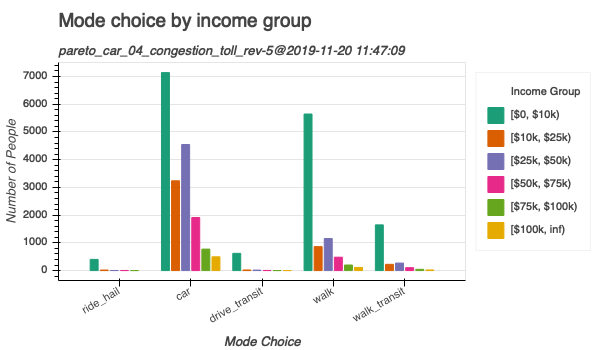 Mode choice by income group
pareto_car_04_congestion_toll_rev-5@2019-11-20 11:47:09
Number of People
7000
6000
5000
4000
3000
2000
1000
0
ride_hail
car
drive_transit
walk
walk_transit
Mode Choice
Income Group
[$0, $10k)
[$10k, $25k)
[$25k, $50k)
[$50k, $75k)
[$75k, $100k)
[$100k, inf)